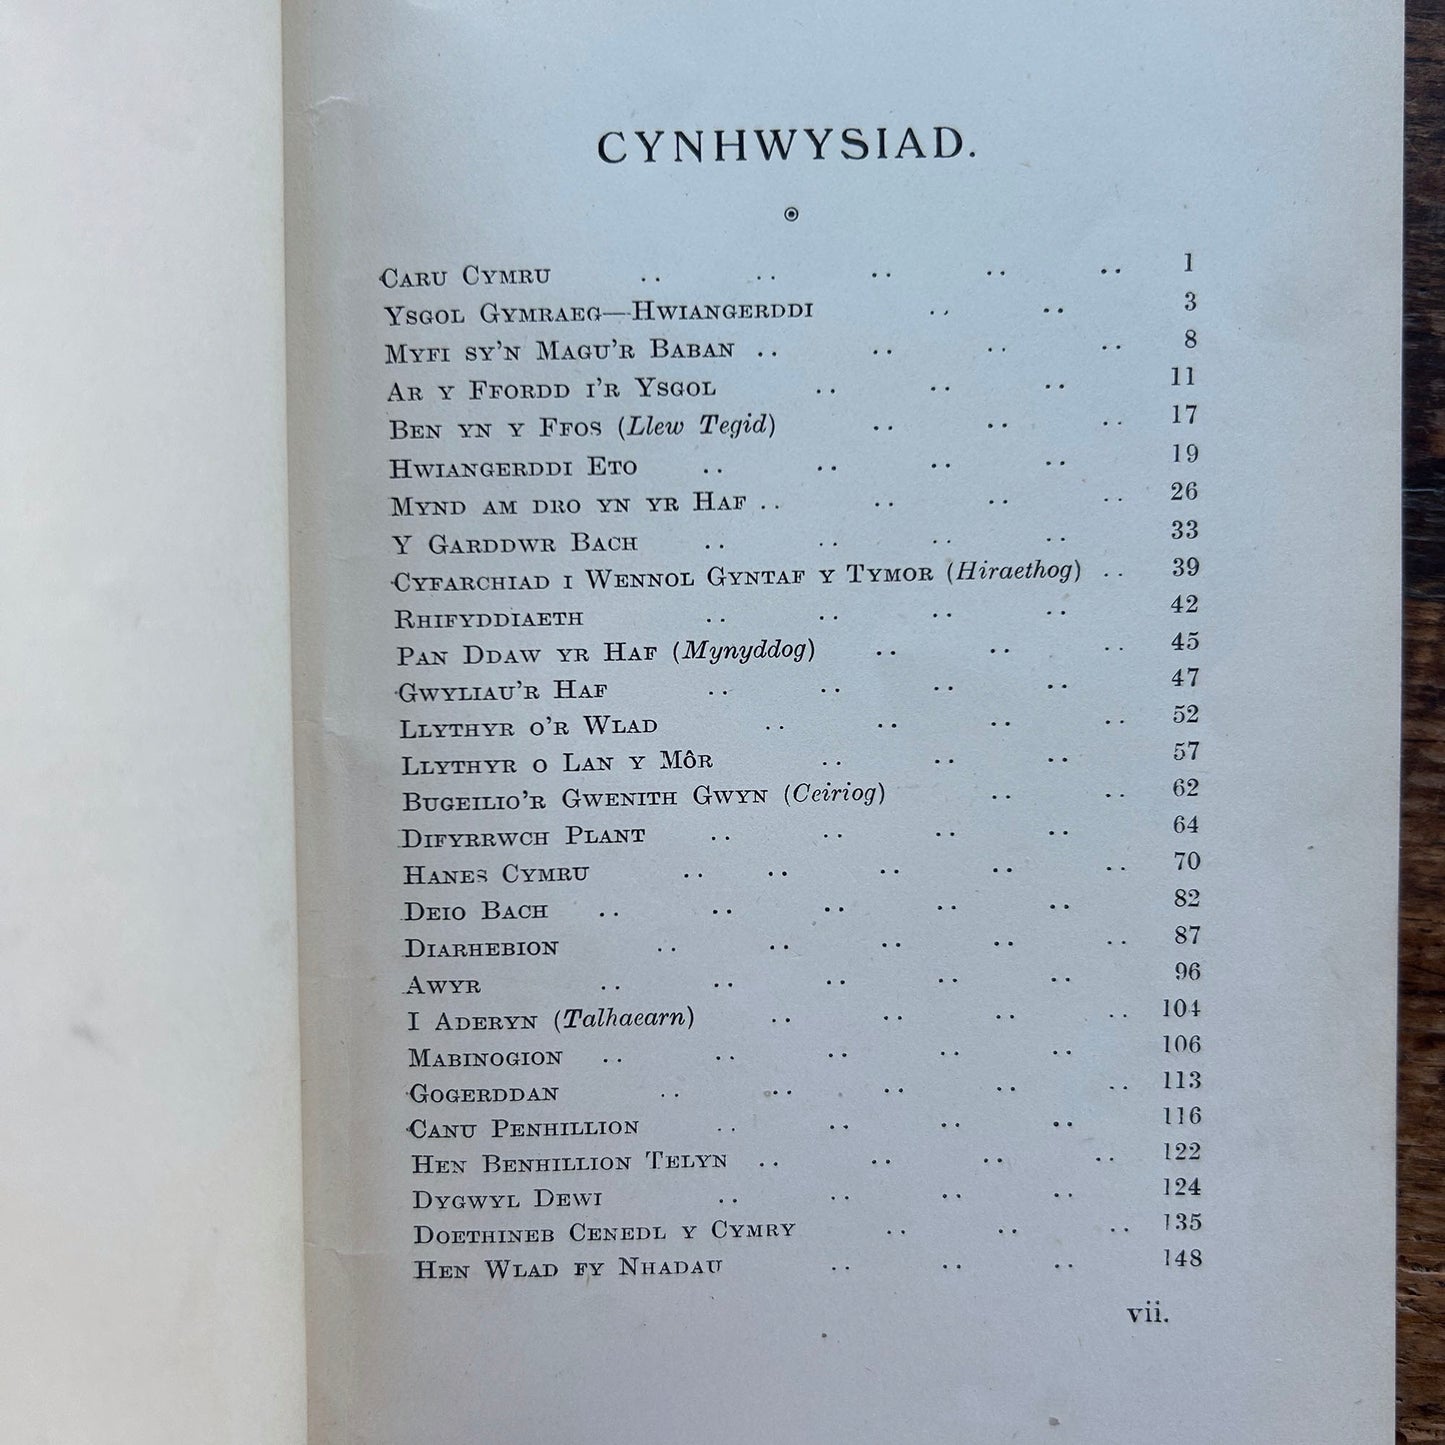 CYNHWYSIAD.
CARU CYMRU .. .. .. .. .. 1
YSGOL GYMRAEG—HWIANGERDDI .. .. 3
MYFI SY'N MAGU'R BABAN .. .. .. .. 8
AR Y FFORDD I'R YSGOL .. .. .. 11
BEN YN Y FFOS (Llew Tegid) .. .. .. 17
HWIANGERDDI ETO .. .. .. .. 19
MYND AM DRO YN YR HAF .. .. .. .. 26
Y GARDDWR BACH .. .. .. .. 33
CYFARCHIAD I WENNOL GYNTAF Y TYMOR (Hiraethog) .. 39
RHIFYDDIAETH .. .. .. .. 42
PAN DDAW YR HAF (Mynyddog) .. .. .. 45
GWYLIAU'R HAF .. .. .. .. 47
LLYTHYR O'R WLAD .. .. .. .. 52
LLYTHYR O LAN Y MÔR .. .. .. 57
BUGEILIO'R GWENITH GWYN (Ceiriog) .. .. 62
DIFYRRWCH PLANT .. .. .. .. 64
HANES CYMRU .. .. .. .. .. 70
DEIO BACH .. .. .. .. .. 82
DIARHEBION .. .. .. .. .. 87
AWYR .. .. .. .. .. 96
I ADERYN (Talhaearn) .. .. .. .. 104
MABINOGION .. .. .. .. .. 106
GOGERDDAN .. .. .. .. .. 113
CANU PENHILLION .. .. .. .. 116
HEN BENHILLION TELYN .. .. .. .. 122
DYGWYL DEWI .. .. .. .. 124
DOETHINEB CENEDL Y CYMRY .. .. .. 135
HEN WLAD FY NHADAU .. .. .. 148
vii.